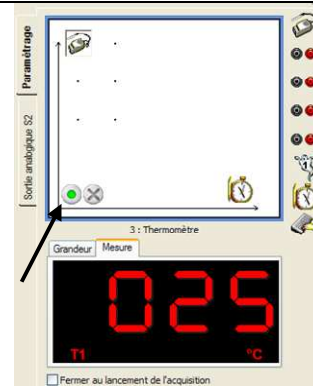 Paramétrage
Sortie analogique S2
3 : Thermomètre
Grandeur Mesure
025
T1 °C
Fermer au lancement de l'acquisition